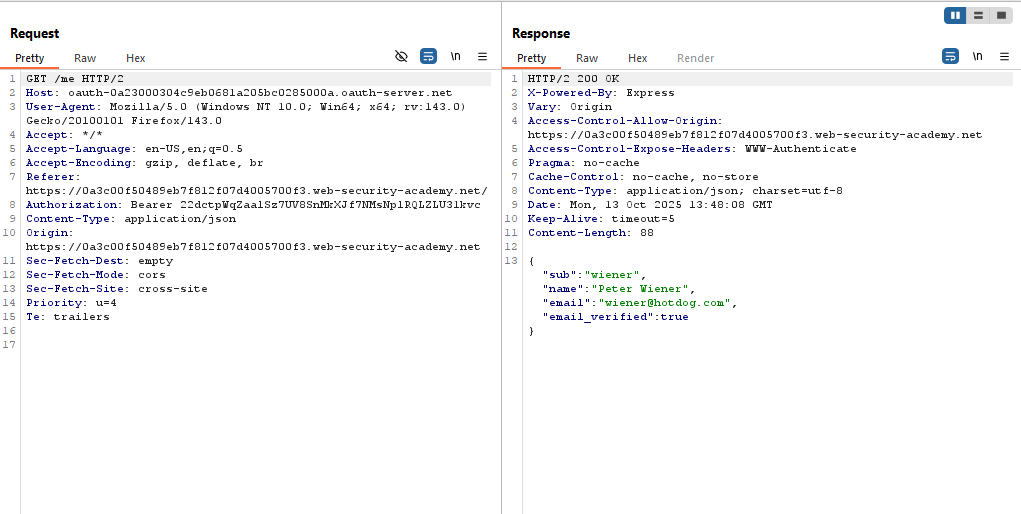 Request
Pretty Raw Hex \n
1 GET /me HTTP/2
2 Host: oauth-0a23000304c9eb0681a205bc0285000a.oauth-server.net
3 User-Agent: Mozilla/5.0 (Windows NT 10.0; Win64; x64; rv:143.0)
Gecko/20100101 Firefox/143.0
4 Accept: */*
5 Accept-Language: en-US,en;q=0.5
6 Accept-Encoding: gzip, deflate, br
7 Referer:
https://0a3c00f50489eb7f812f07d4005700f3.web-security-academy.net/
8 Authorization: Bearer 22dctpWqZaalSz7UV8SnMkXJf7NMsNplRQLZLU3lkvc
9 Content-Type: application/json
10 Origin:
https://0a3c00f50489eb7f812f07d4005700f3.web-security-academy.net
11 Sec-Fetch-Dest: empty
12 Sec-Fetch-Mode: cors
13 Sec-Fetch-Site: cross-site
14 Priority: u=4
15 Te: trailers
16
17
Response
Pretty Raw Hex Render \n
1 HTTP/2 200 OK
2 X-Powered-By: Express
3 Vary: Origin
4 Access-Control-Allow-Origin:
https://0a3c00f50489eb7f812f07d4005700f3.web-security-academy.net
5 Access-Control-Expose-Headers: WWW-Authenticate
6 Pragma: no-cache
7 Cache-Control: no-cache, no-store
8 Content-Type: application/json; charset=utf-8
9 Date: Mon, 13 Oct 2025 13:48:08 GMT
10 Keep-Alive: timeout=5
11 Content-Length: 88
12
13 {
"sub":"wiener",
"name":"Peter Wiener",
"email":"wiener@hotdog.com",
"email_verified":true
}